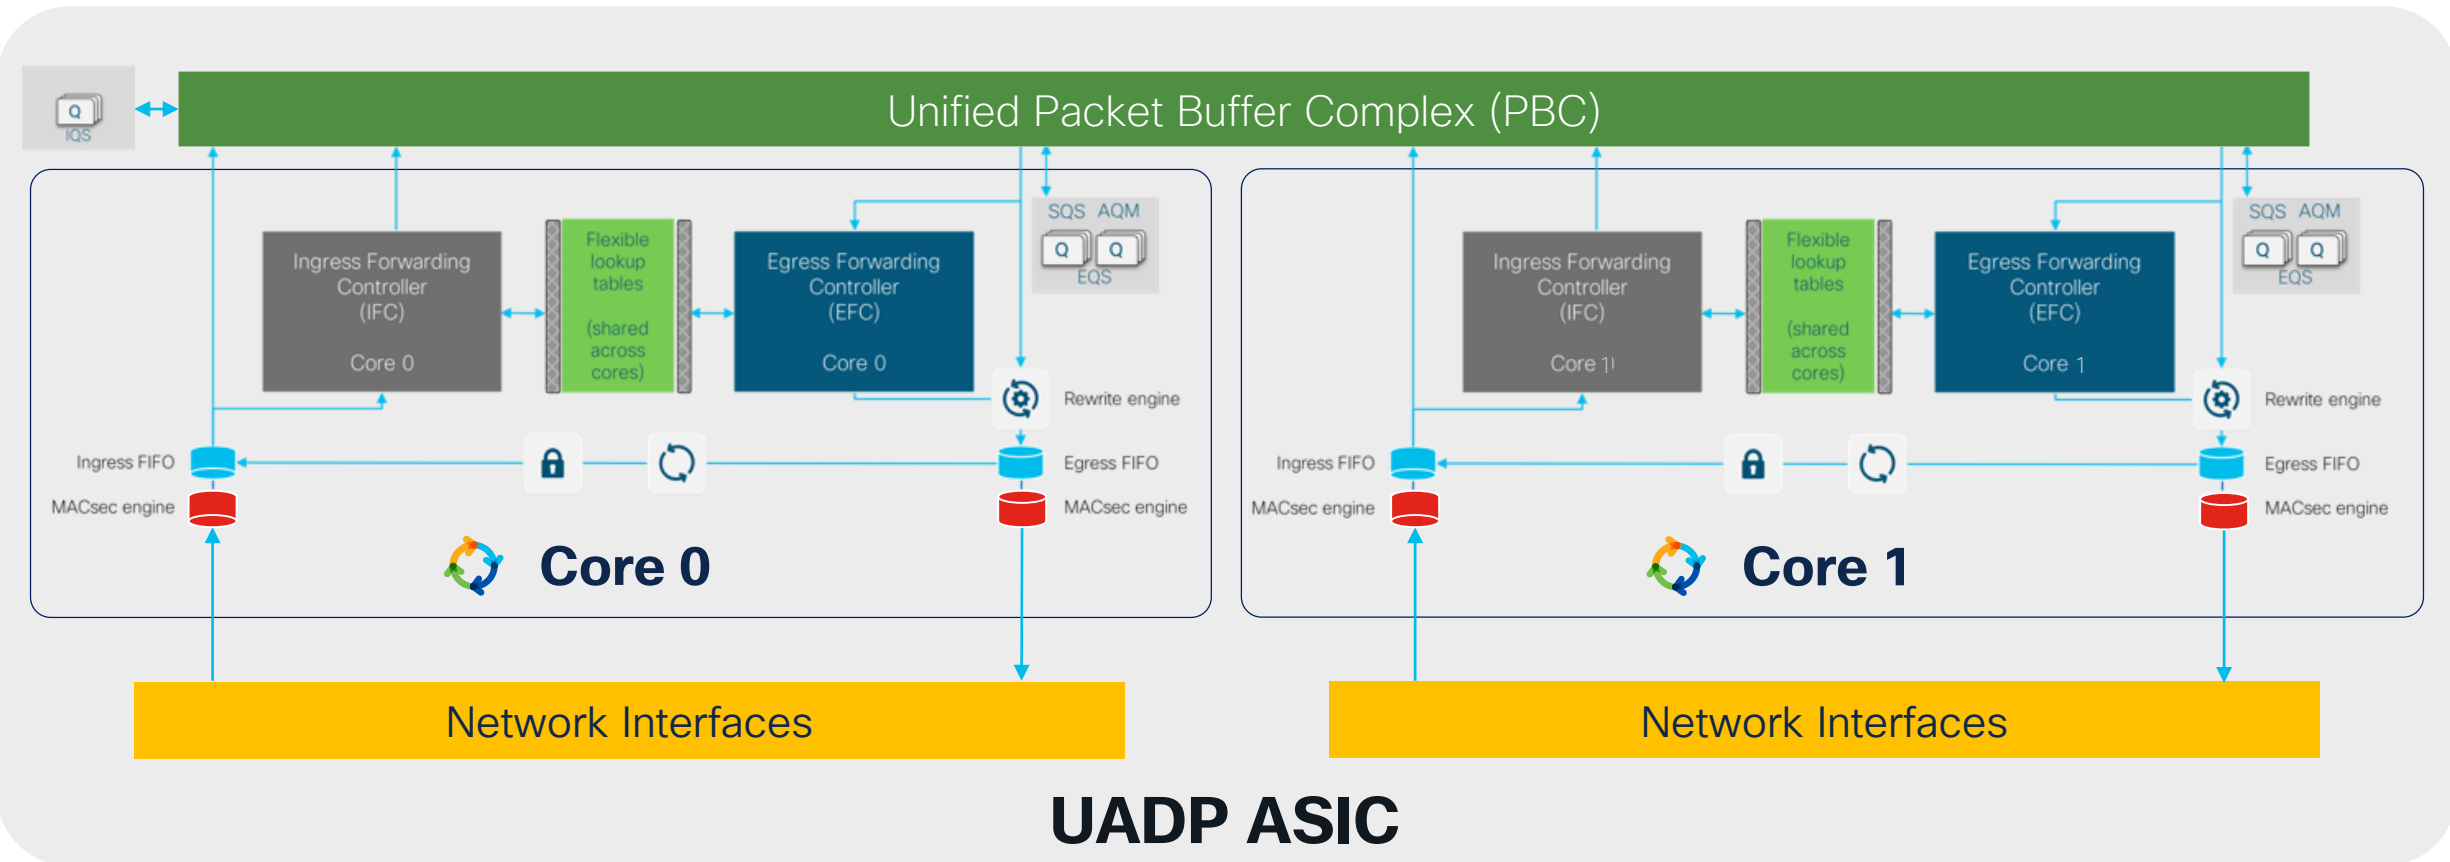 Unified Packet Buffer Complex (PBC)
Q
IQS
Ingress Forwarding
Controller
(IFC)
Core 0
Flexible
lookup
tables
(shared
across
cores)
Egress Forwarding
Controller
(EFC)
Core 0
SQS AQM
Q Q
EQS
Rewrite engine
Ingress FIFO
Egress FIFO
MACsec engine
MACsec engine
Core 0
Network Interfaces
Ingress Forwarding
Controller
(IFC)
Core 1
Flexible
lookup
tables
(shared
across
cores)
Egress Forwarding
Controller
(EFC)
Core 1
SQS AQM
Q Q
EQS
Rewrite engine
Ingress FIFO
Egress FIFO
MACsec engine
MACsec engine
Core 1
Network Interfaces
UADP ASIC